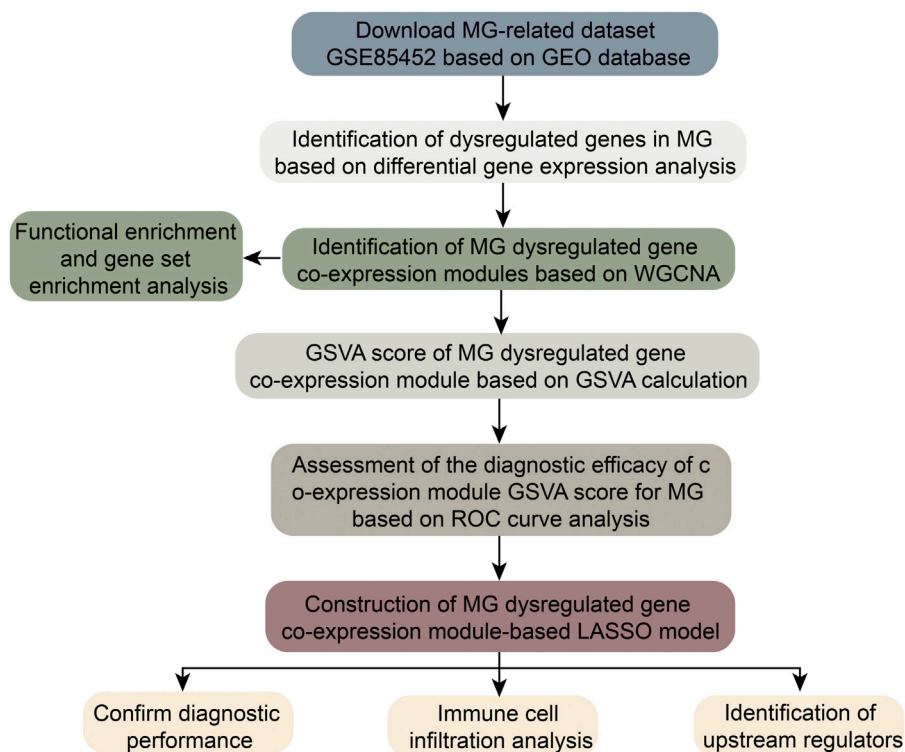 Download MG-related dataset
GSE85452 based on GEO database
Identification of dysregulated genes in MG
based on differential gene expression analysis
Functional enrichment
and gene set
enrichment analysis
Identification of MG dysregulated gene
co-expression modules based on WGCNA
GSVA score of MG dysregulated gene
co-expression module based on GSVA calculation
Assessment of the diagnostic efficacy of c
o-expression module GSVA score for MG
based on ROC curve analysis
Construction of MG dysregulated gene
co-expression module-based LASSO model
Confirm diagnostic
performance
Immune cell
infiltration analysis
Identification of
upstream regulators